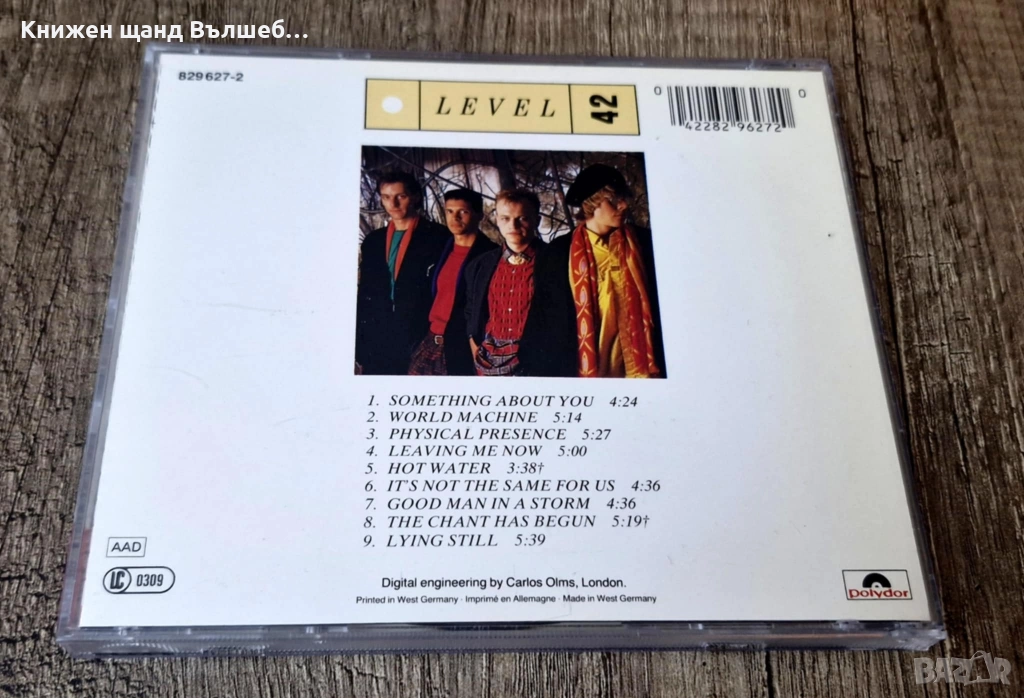 Книжен щанд Вълшеб...
829 627-2
LEVEL
42
0
0
42282 96272
1. SOMETHING ABOUT YOU 4:24
2. WORLD MACHINE 5:14
3. PHYSICAL PRESENCE 5:27
4. LEAVING ME NOW 5:00
5. HOT WATER 3:38†
6. IT'S NOT THE SAME FOR US 4:36
7. GOOD MAN IN A STORM 4:36
8. THE CHANT HAS BEGUN 5:19†
9. LYING STILL 5:39
AAD
LC 0309
Digital engineering by Carlos Olms, London.
Printed in West Germany · Imprimé en Allemagne · Made in West Germany
Polydor
BAZAR.bg